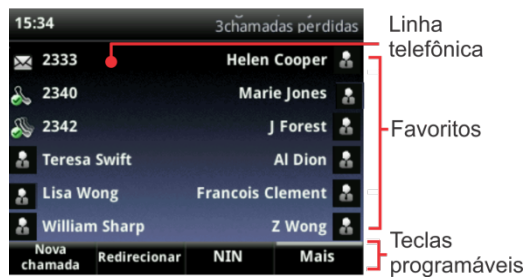 15:34 3chamadas perdidas
Linha
telefônica
2333 Helen Cooper
2340 Marie Jones
2342 J Forest
Favoritos
Teresa Swift Al Dion
Lisa Wong Francois Clement
William Sharp Z Wong
Nova
chamada Redirecionar NIN Mais
Teclas
programáveis